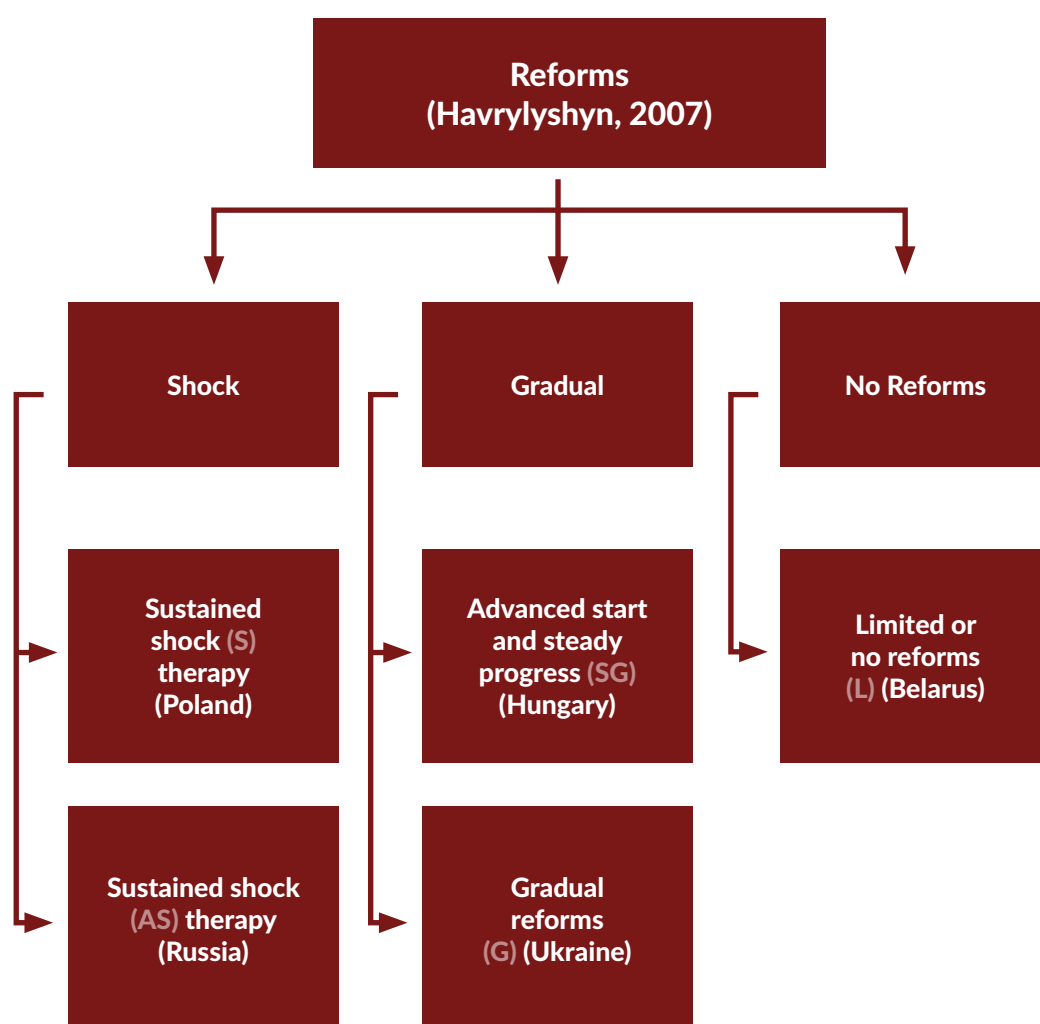 Reforms
(Havrylyshyn, 2007)
Shock
Gradual
No Reforms
Sustained
shock (S)
therapy
(Poland)
Advanced start
and steady
progress (SG)
(Hungary)
Limited or
no reforms
(L) (Belarus)
Sustained shock
(AS) therapy
(Russia)
Gradual
reforms
(G) (Ukraine)